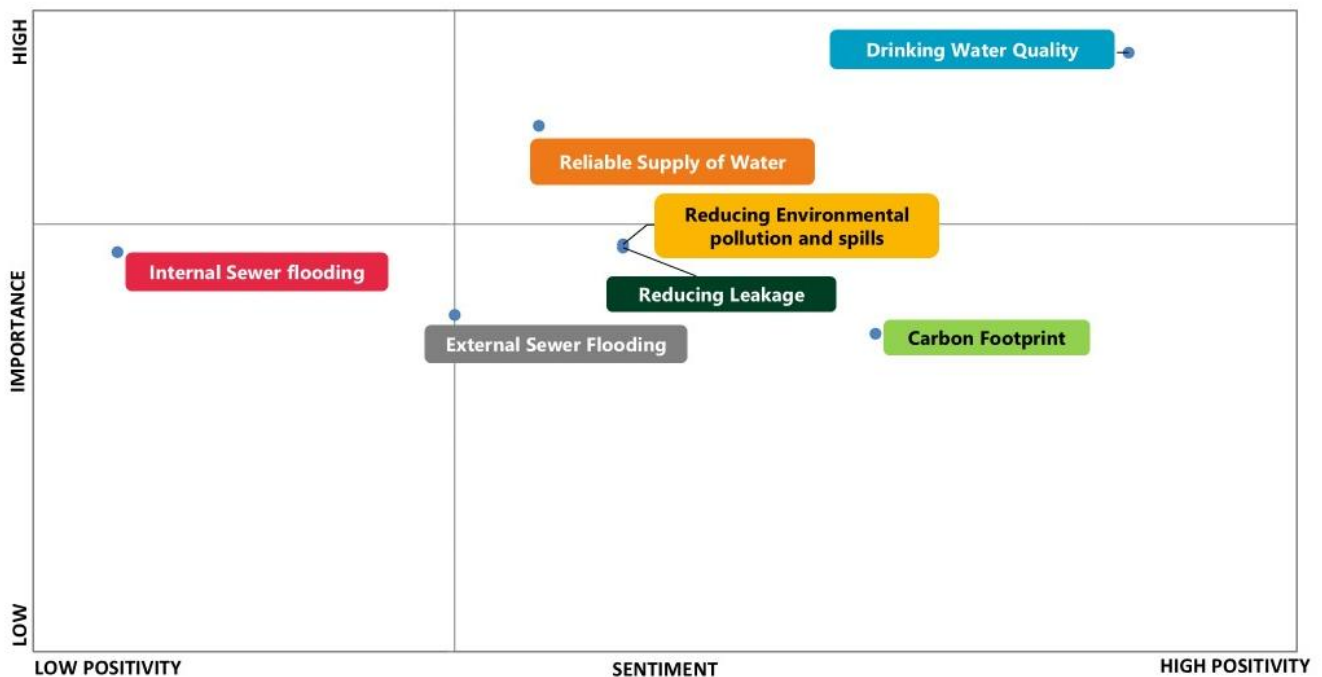 HIGH
Drinking Water Quality
Reliable Supply of Water
Reducing Environmental
pollution and spills
Internal Sewer flooding
Reducing Leakage
External Sewer Flooding
Carbon Footprint
IMPORTANCE
LOW
LOW POSITIVITY
SENTIMENT
HIGH POSITIVITY